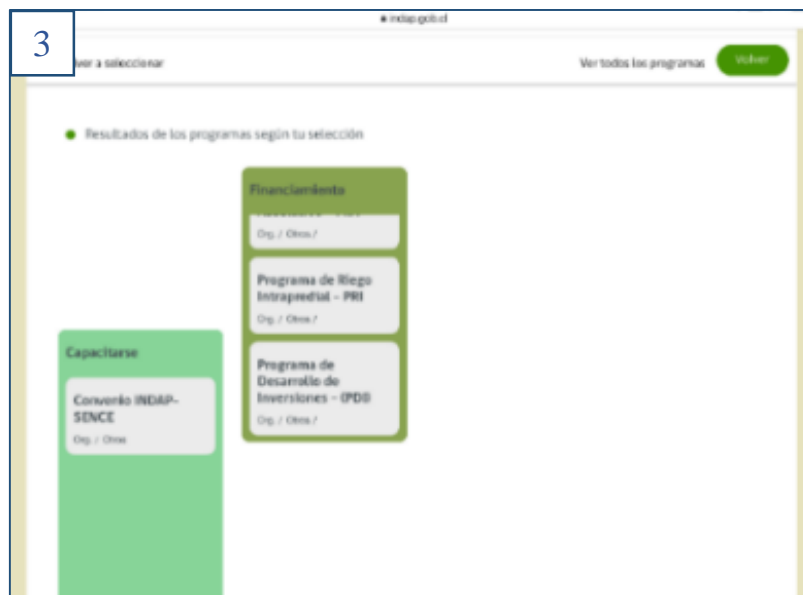 indap.gob.cl
3
lver a seleccionar
Ver todos los programas
Volver
Resultados de los programas según tu selección
Financiamiento
Org. / Otros /
Programa de Riego
Intrapredial - PRI
Org. / Otros /
Programa de
Desarrollo de
Inversiones - (PDI)
Org. / Otros /
Capacitarse
Convenio INDAP-
SENCE
Org. / Otros